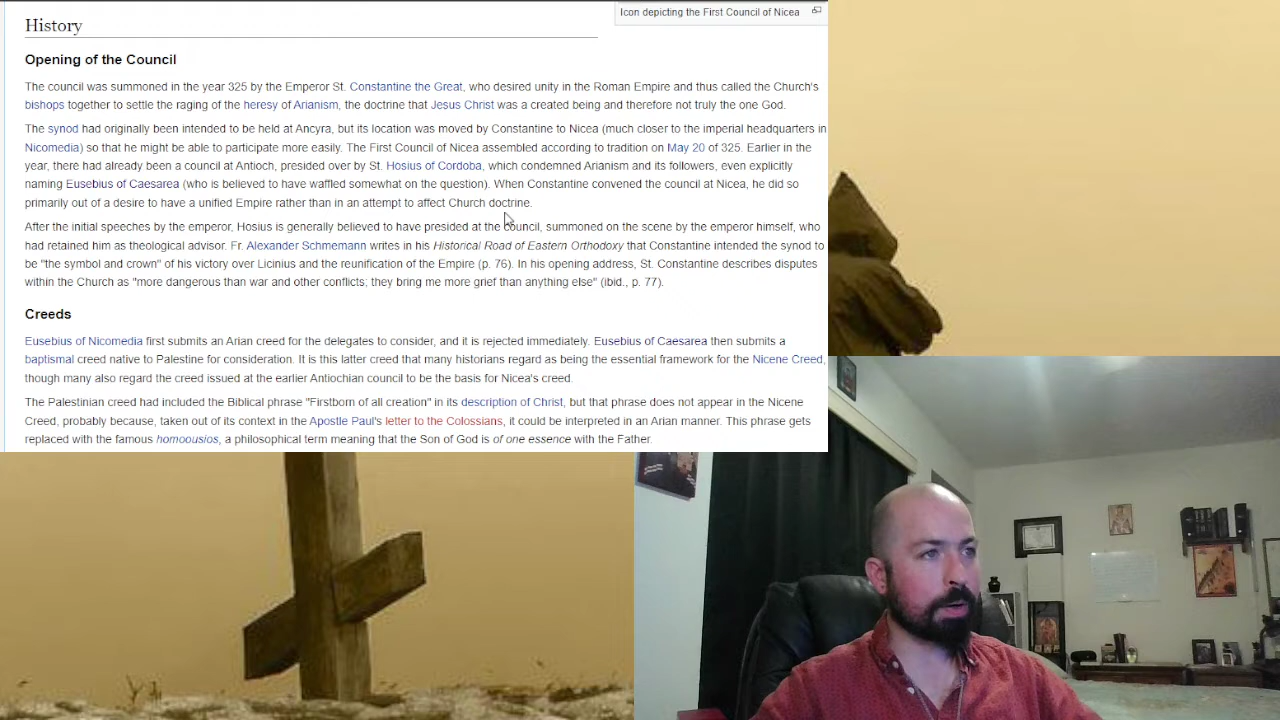 Icon depicting the First Council of Nicea
History
Opening of the Council
The council was summoned in the year 325 by the Emperor St. Constantine the Great, who desired unity in the Roman Empire and thus called the Church's
bishops together to settle the raging of the heresy of Arianism, the doctrine that Jesus Christ was a created being and therefore not truly the one God.
The synod had originally been intended to be held at Ancyra, but its location was moved by Constantine to Nicea (much closer to the imperial headquarters in
Nicomedia) so that he might be able to participate more easily. The First Council of Nicea assembled according to tradition on May 20 of 325. Earlier in the
year, there had already been a council at Antioch, presided over by St. Hosius of Cordoba, which condemned Arianism and its followers, even explicitly
naming Eusebius of Caesarea (who is believed to have waffled somewhat on the question). When Constantine convened the council at Nicea, he did so
primarily out of a desire to have a unified Empire rather than in an attempt to affect Church doctrine.
After the initial speeches by the emperor, Hosius is generally believed to have presided at the council, summoned on the scene by the emperor himself, who
had retained him as theological advisor. Fr. Alexander Schmemann writes in his Historical Road of Eastern Orthodoxy that Constantine intended the synod to
be "the symbol and crown" of his victory over Licinius and the reunification of the Empire (p. 76). In his opening address, St. Constantine describes disputes
within the Church as "more dangerous than war and other conflicts; they bring me more grief than anything else" (ibid., p. 77).
Creeds
Eusebius of Nicomedia first submits an Arian creed for the delegates to consider, and it is rejected immediately. Eusebius of Caesarea then submits a
baptismal creed native to Palestine for consideration. It is this latter creed that many historians regard as being the essential framework for the Nicene Creed,
though many also regard the creed issued at the earlier Antiochian council to be the basis for Nicea's creed.
The Palestinian creed had included the Biblical phrase "Firstborn of all creation" in its description of Christ, but that phrase does not appear in the Nicene
Creed, probably because, taken out of its context in the Apostle Paul's letter to the Colossians, it could be interpreted in an Arian manner. This phrase gets
replaced with the famous homoousios, a philosophical term meaning that the Son of God is of one essence with the Father.